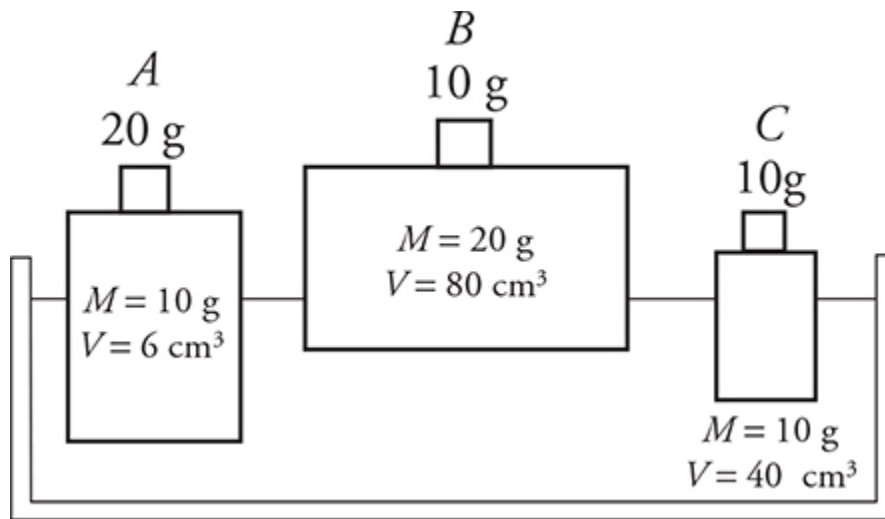 A
20 g
M = 10 g
V = 6 cm³
B
10 g
M = 20 g
V = 80 cm³
C
10g
M = 10 g
V = 40 cm³